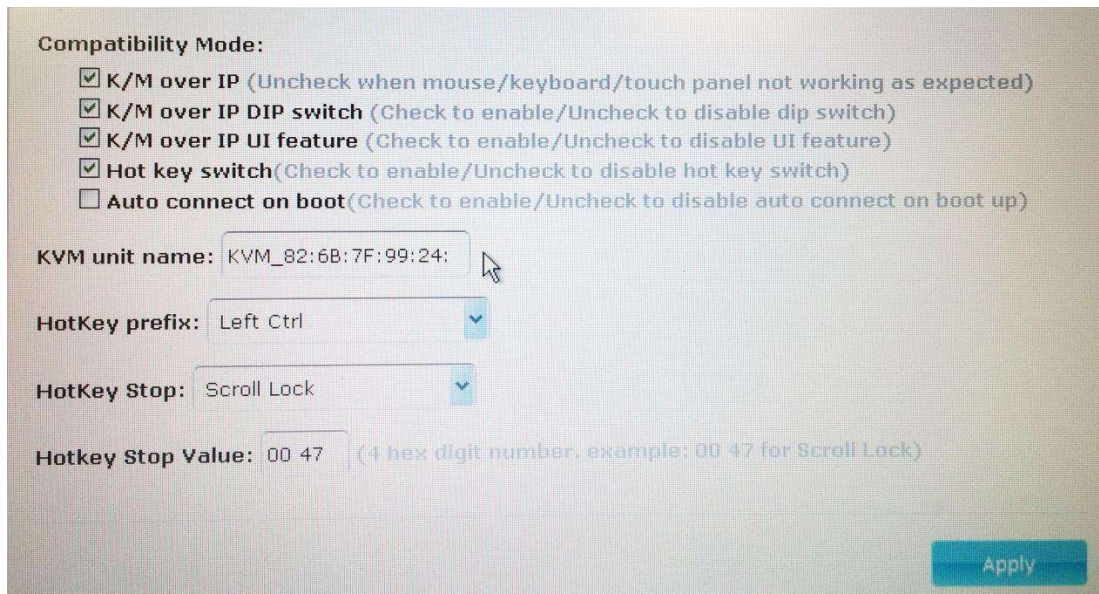 Compatibility Mode:
K/M over IP (Uncheck when mouse/keyboard/touch panel not working as expected)
K/M over IP DIP switch (Check to enable/Uncheck to disable dip switch)
K/M over IP UI feature (Check to enable/Uncheck to disable UI feature)
Hot key switch(Check to enable/Uncheck to disable hot key switch)
Auto connect on boot(Check to enable/Uncheck to disable auto connect on boot up)
KVM unit name: KVM_82:6B:7F:99:24:
HotKey prefix: Left Ctrl
HotKey Stop: Scroll Lock
Hotkey Stop Value: 00 47 (4 hex digit number. example: 00 47 for Scroll Lock)
Apply